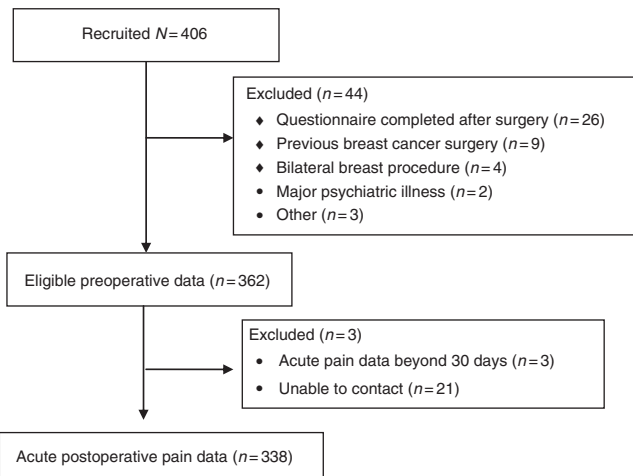 Recruited N=406
Excluded (n=44)
♦ Questionnaire completed after surgery (n=26)
♦ Previous breast cancer surgery (n=9)
♦ Bilateral breast procedure (n=4)
• Major psychiatric illness (n=2)
• Other (n=3)
Eligible preoperative data (n=362)
Excluded (n=3)
• Acute pain data beyond 30 days (n=3)
• Unable to contact (n=21)
Acute postoperative pain data (n=338)